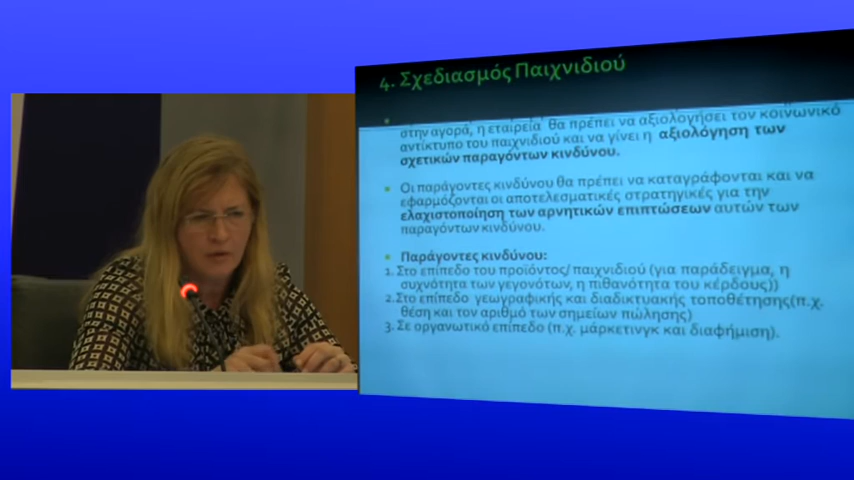 4. Σχεδιασμός Παιχνιδιού
στην αγορά, η εταιρεία θα πρέπει να αξιολογήσει τον κοινωνικό
αντίκτυπο του παιχνιδιού και να γίνει η αξιολόγηση των
σχετικών παραγόντων κινδύνου.
Οι παράγοντες κινδύνου θα πρέπει να καταγράφονται και να
εφαρμόζονται οι αποτελεσματικές στρατηγικές για την
ελαχιστοποίηση των αρνητικών επιπτώσεων αυτών των
παραγόντων κινδύνου.
Παράγοντες κινδύνου:
1. Στο επίπεδο του προϊόντος/παιχνιδιού (για παράδειγμα, η
συχνότητα των γεγονότων, η πιθανότητα του κέρδους))
2. Στο επίπεδο γεωγραφικής και διαδικτυακής τοποθέτησης(π.χ.
θέση και τον αριθμό των σημείων πώλησης)
3. Σε οργανωτικό επίπεδο (π.χ. μάρκετινγκ και διαφήμιση).